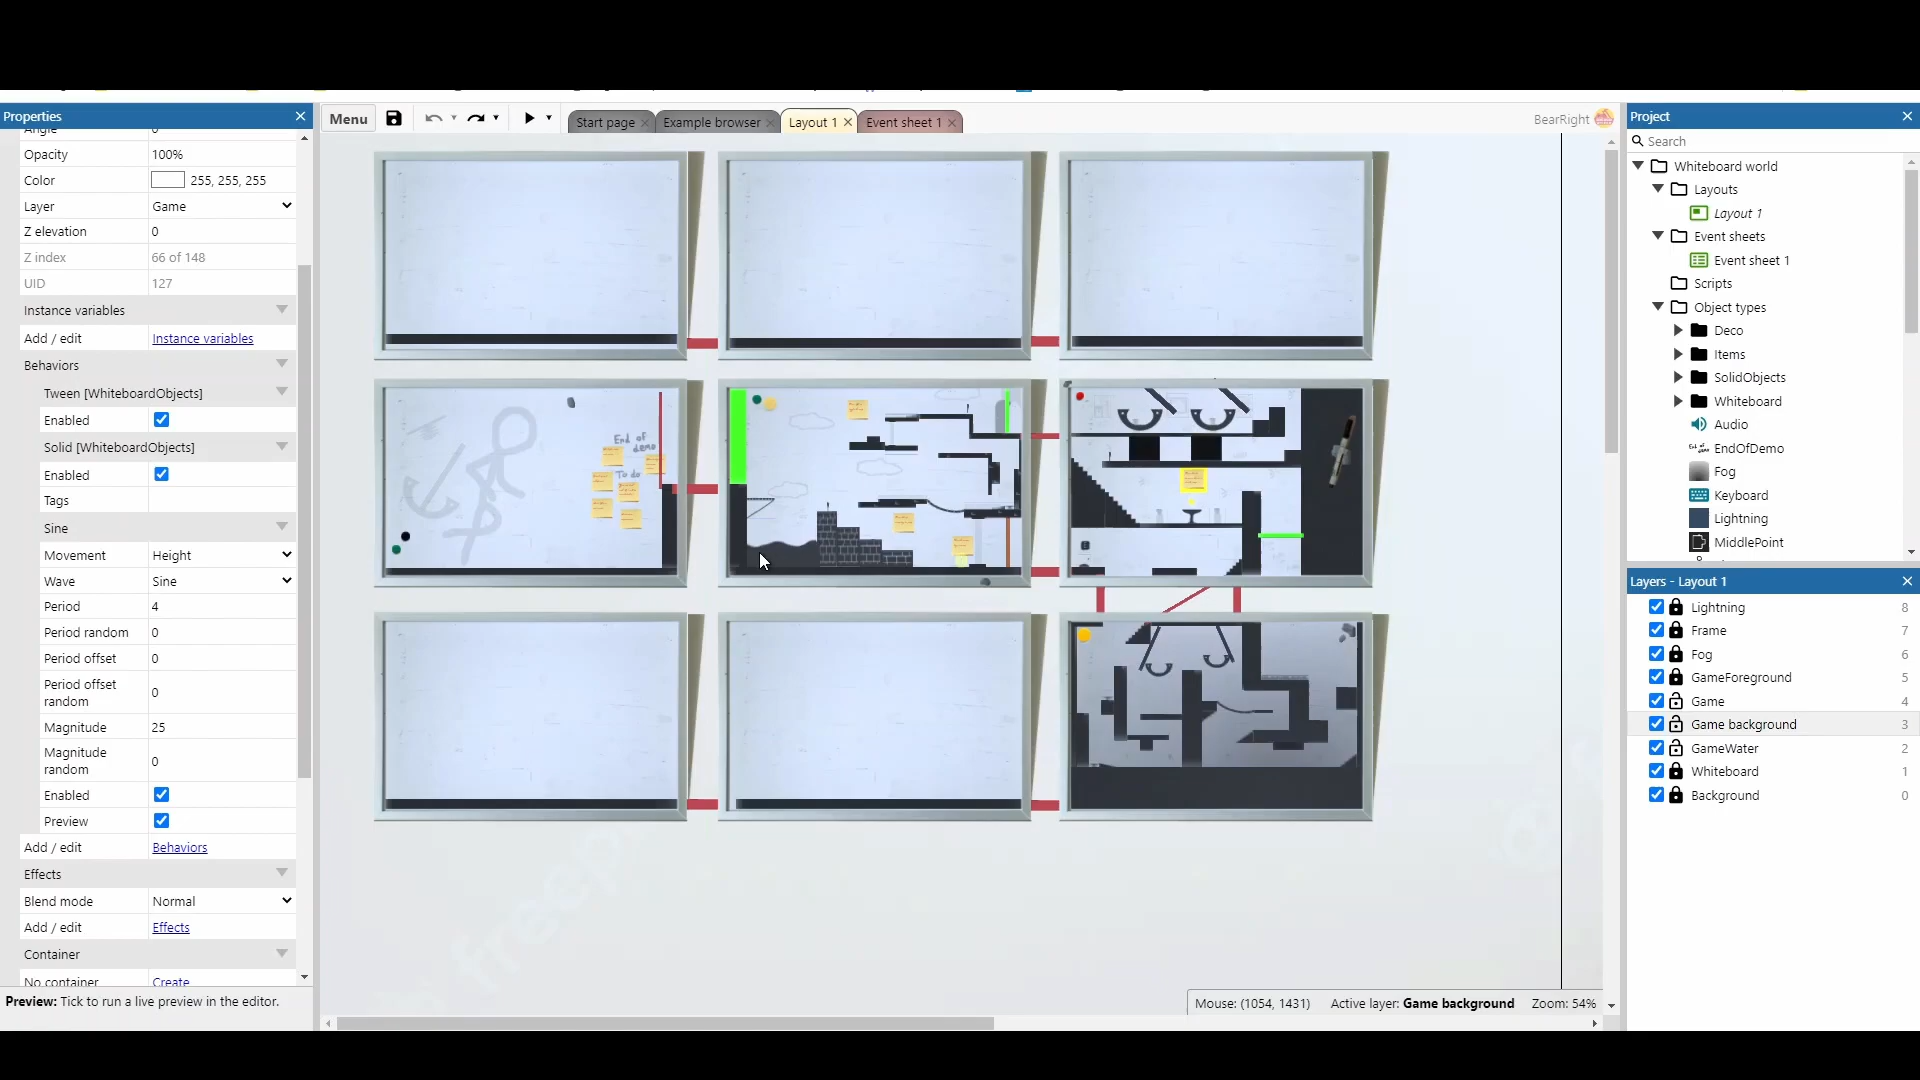 Properties
Angle 0
Opacity 100%
Color 255, 255, 255
Layer Game
Z elevation 0
Z index 66 of 148
UID 127
Instance variables
Add / edit Instance variables
Behaviors
Tween [WhiteboardObjects]
Enabled
Solid [WhiteboardObjects]
Enabled
Tags
Sine
Movement Height
Wave Sine
Period 4
Period random 0
Period offset 0
Period offset random 0
Magnitude 25
Magnitude random 0
Enabled
Preview
Add / edit Behaviors
Effects
Blend mode Normal
Add / edit Effects
Container
No container Create
Preview: Tick to run a live preview in the editor.
Menu
Start page
Example browser
Layout 1
Event sheet 1
BearRight
End of
demo
To do
Mouse: (1054, 1431) Active layer: Game background Zoom: 54%
Project
Search
Whiteboard world
Layouts
Layout 1
Event sheets
Event sheet 1
Scripts
Object types
Deco
Items
SolidObjects
Whiteboard
Audio
EndOfDemo
Fog
Keyboard
Lightning
MiddlePoint
Layers - Layout 1
Lightning 8
Frame 7
Fog 6
GameForeground 5
Game 4
Game background 3
GameWater 2
Whiteboard 1
Background 0